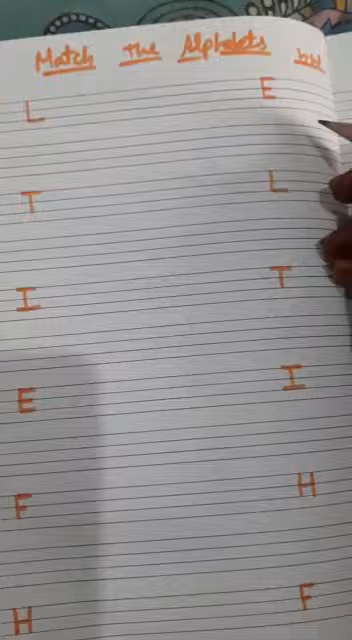 Match The Alphabets
L E
T L
I T
E I
F H
H F